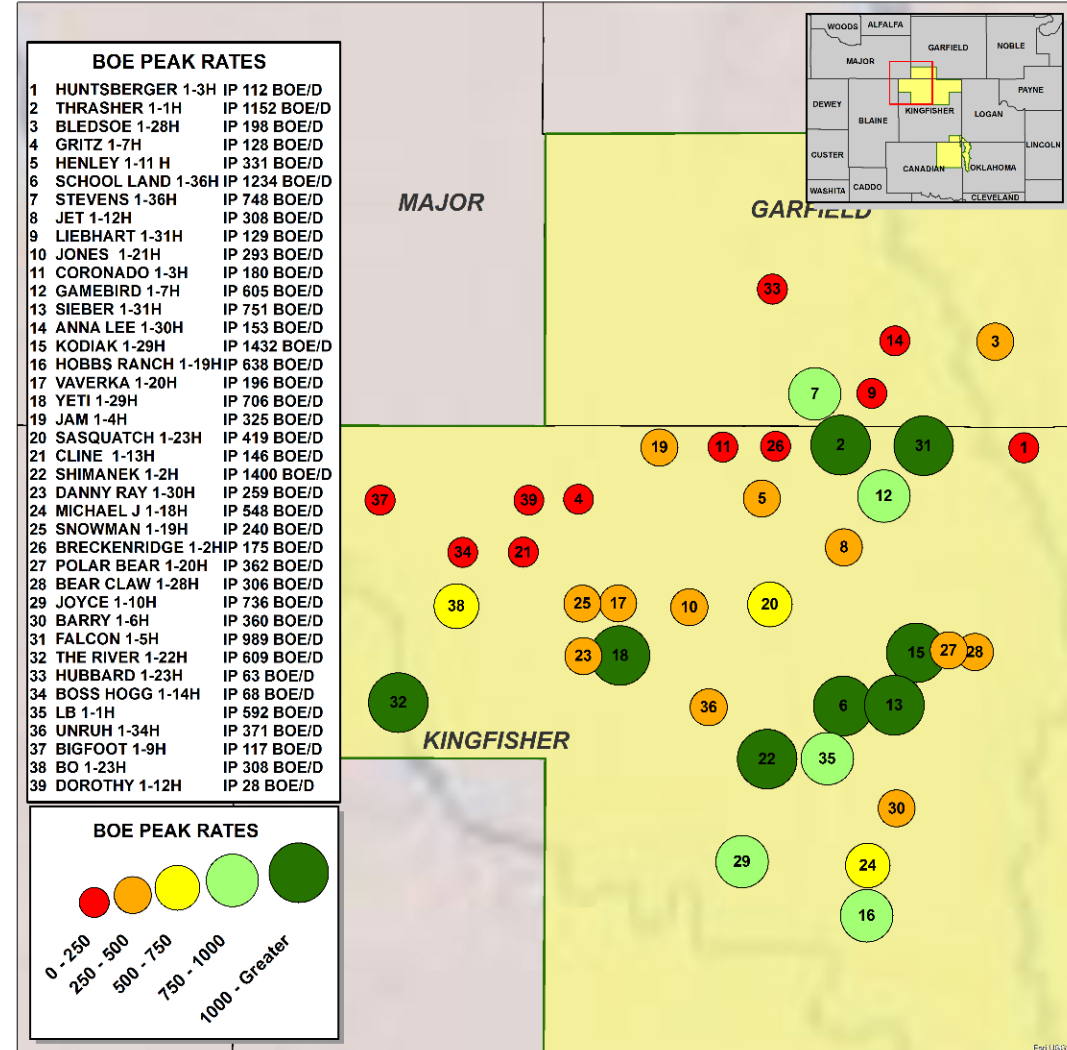 BOE PEAK RATES
1 HUNTSBERGER 1-3H IP 112 BOE/D
2 THRASHER 1-1H IP 1152 BOE/D
3 BLEDSOE 1-28H IP 198 BOE/D
4 GRITZ 1-7H IP 128 BOE/D
5 HENLEY 1-11 H IP 331 BOE/D
6 SCHOOL LAND 1-36H IP 1234 BOE/D
7 STEVENS 1-36H IP 748 BOE/D
8 JET 1-12H IP 308 BOE/D
9 LIEBHART 1-31H IP 129 BOE/D
10 JONES 1-21H IP 293 BOE/D
11 CORONADO 1-3H IP 180 BOE/D
12 GAMEBIRD 1-7H IP 605 BOE/D
13 SIEBER 1-31H IP 751 BOE/D
14 ANNA LEE 1-30H IP 153 BOE/D
15 KODIAK 1-29H IP 1432 BOE/D
16 HOBBS RANCH 1-19H IP 638 BOE/D
17 VAVERKA 1-20H IP 196 BOE/D
18 YETI 1-29H IP 706 BOE/D
19 JAM 1-4H IP 325 BOE/D
20 SASQUATCH 1-23H IP 419 BOE/D
21 CLINE 1-13H IP 146 BOE/D
22 SHIMANEK 1-2H IP 1400 BOE/D
23 DANNY RAY 1-30H IP 259 BOE/D
24 MICHAEL J 1-18H IP 548 BOE/D
25 SNOWMAN 1-19H IP 240 BOE/D
26 BRECKENRIDGE 1-2H IP 175 BOE/D
27 POLAR BEAR 1-20H IP 362 BOE/D
28 BEAR CLAW 1-28H IP 306 BOE/D
29 JOYCE 1-10H IP 736 BOE/D
30 BARRY 1-6H IP 360 BOE/D
31 FALCON 1-5H IP 989 BOE/D
32 THE RIVER 1-22H IP 609 BOE/D
33 HUBBARD 1-23H IP 63 BOE/D
34 BOSS HOGG 1-14H IP 68 BOE/D
35 LB 1-1H IP 592 BOE/D
36 UNRUH 1-34H IP 371 BOE/D
37 BIGFOOT 1-9H IP 117 BOE/D
38 BO 1-23H IP 308 BOE/D
39 DOROTHY 1-12H IP 28 BOE/D
BOE PEAK RATES
0 - 250
250 - 500
500 - 750
750 - 1000
1000 - Greater
WOODS ALFALFA
GARFIELD NOBLE
MAJOR
DEWEY PAYNE
BLAINE KINGFISHER LOGAN
CUSTER LINCOLN
CANADIAN OKLAHOMA
WASHITA CADDO CLEVELAND
MAJOR
GARFIELD
33
14 3
7 9
19 11 26 2 31 1
37 39 4 5 12
34 21 8
38 25 17 10 20
23 18 15 27 28
32 36 6 13
KINGFISHER
22 35
30
29 24
16